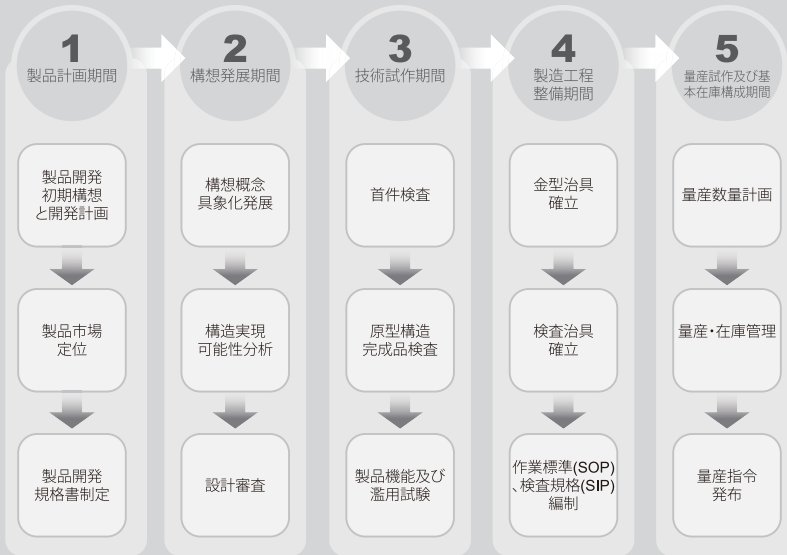 1
製品計画期間
製品開発
初期構想
と開発計画
製品市場
定位
製品開発
規格書制定
2
構想発展期間
構想概念
具象化発展
構造実現
可能性分析
設計審査
3
技術試作期間
首件検査
原型構造
完成品検査
製品機能及び
濫用試験
4
製造工程
整備期間
金型治具
確立
検査治具
確立
作業標準(SOP)
、検査規格(SIP)
編制
5
量産試作及び基
本在庫構成期間
量産数量計画
量産・在庫管理
量産指令
発布